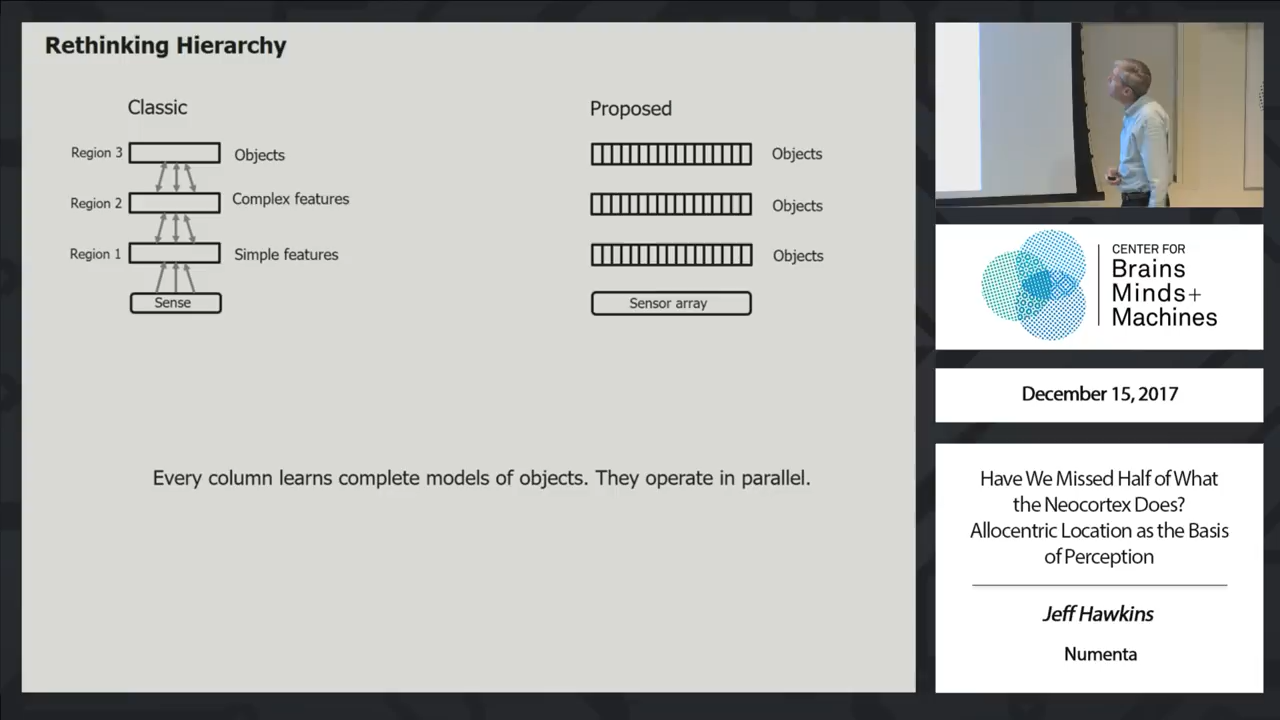 Rethinking Hierarchy
Classic
Region 3
Objects
Region 2
Complex features
Region 1
Simple features
Sense
Proposed
Objects
Objects
Objects
Sensor array
Every column learns complete models of objects. They operate in parallel.
CENTER FOR
Brains
Minds+
Machines
December 15, 2017
Have We Missed Half of What
the Neocortex Does?
Allocentric Location as the Basis
of Perception
Jeff Hawkins
Numenta